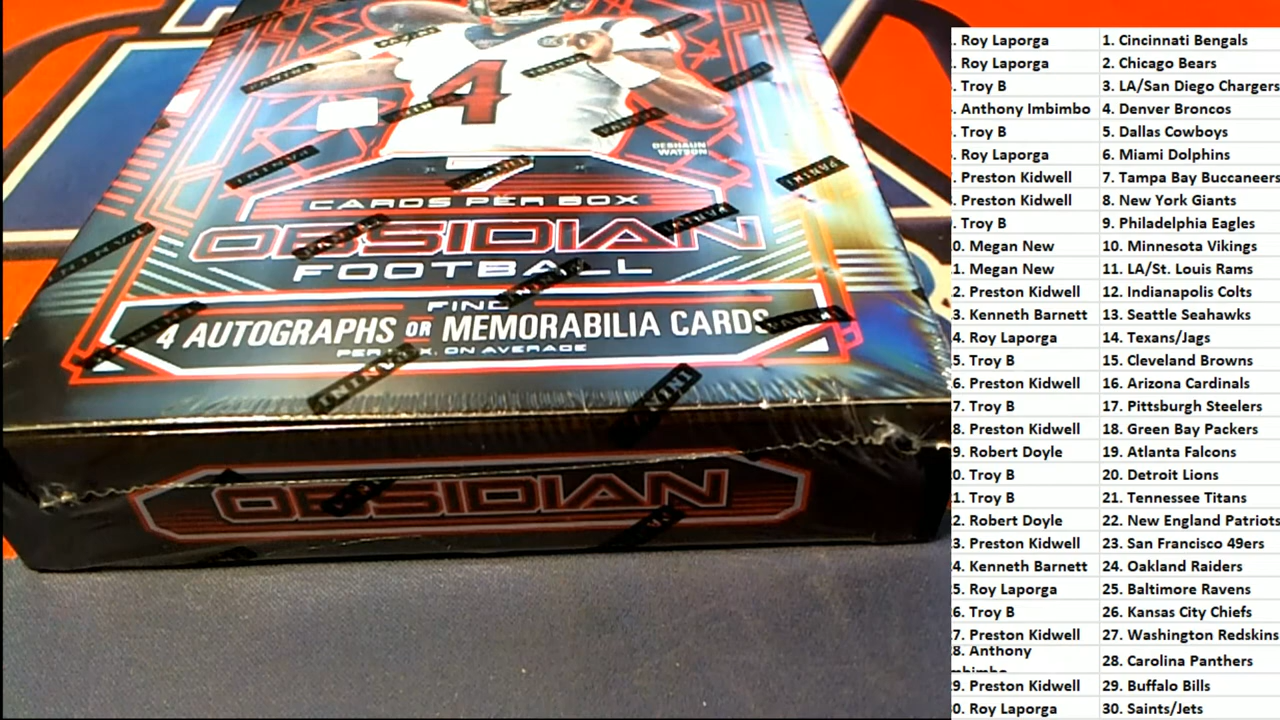 4
DESHAUN
WATSON
7
CARDS PER BOX
OBSIDIAN
FOOTBALL
FIND
4 AUTOGRAPHS OR MEMORABILIA CARDS
PER BOX, ON AVERAGE
OBSIDIAN
PANINI
. Roy Laporga 1. Cincinnati Bengals
. Roy Laporga 2. Chicago Bears
. Troy B 3. LA/San Diego Chargers
. Anthony Imbimbo 4. Denver Broncos
. Troy B 5. Dallas Cowboys
. Roy Laporga 6. Miami Dolphins
. Preston Kidwell 7. Tampa Bay Buccaneers
. Preston Kidwell 8. New York Giants
. Troy B 9. Philadelphia Eagles
0. Megan New 10. Minnesota Vikings
1. Megan New 11. LA/St. Louis Rams
2. Preston Kidwell 12. Indianapolis Colts
3. Kenneth Barnett 13. Seattle Seahawks
4. Roy Laporga 14. Texans/Jags
5. Troy B 15. Cleveland Browns
6. Preston Kidwell 16. Arizona Cardinals
7. Troy B 17. Pittsburgh Steelers
8. Preston Kidwell 18. Green Bay Packers
9. Robert Doyle 19. Atlanta Falcons
0. Troy B 20. Detroit Lions
1. Troy B 21. Tennessee Titans
2. Robert Doyle 22. New England Patriots
3. Preston Kidwell 23. San Francisco 49ers
4. Kenneth Barnett 24. Oakland Raiders
5. Roy Laporga 25. Baltimore Ravens
6. Troy B 26. Kansas City Chiefs
7. Preston Kidwell 27. Washington Redskins
8. Anthony 28. Carolina Panthers
9. Preston Kidwell 29. Buffalo Bills
0. Roy Laporga 30. Saints/Jets